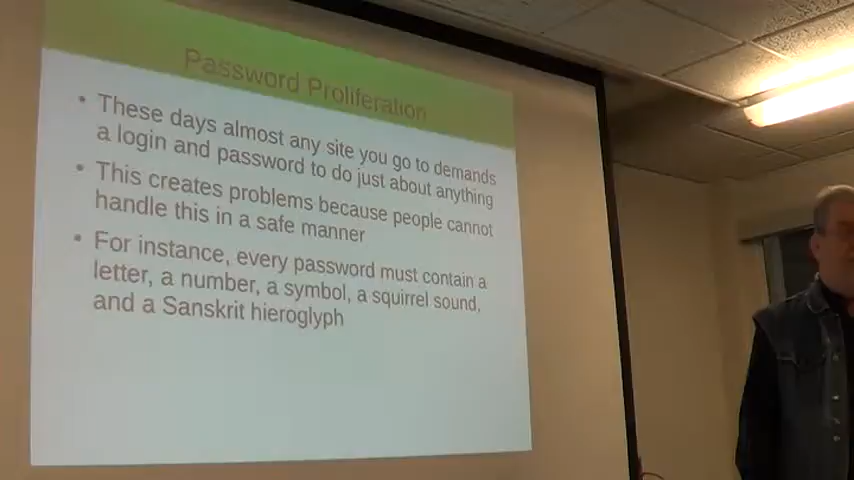 Password Proliferation
• These days almost any site you go to demands
a login and password to do just about anything
• This creates problems because people cannot
handle this in a safe manner
• For instance, every password must contain a
letter, a number, a symbol, a squirrel sound,
and a Sanskrit hieroglyph